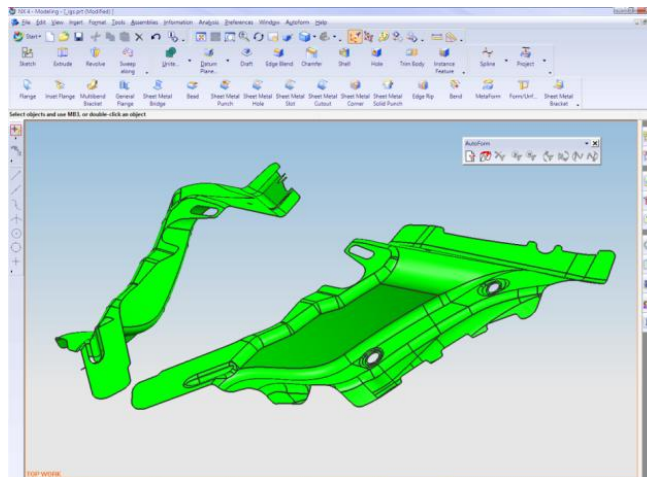 NX 4 - Modeling - [_rgs.prt (Modified) ]
File Edit View Insert Format Tools Assemblies Information Analysis Preferences Window Autoform Help
Start
Sketch Extrude Revolve Sweep along Unite... Datum Plane... Draft Edge Blend Chamfer Shell Hole Trim Body Instance Feature Spline Project
Flange Inset Flange Multibend Bracket General Flange Sheet Metal Bridge Bead Sheet Metal Punch Sheet Metal Hole Sheet Metal Slot Sheet Metal Cutout Sheet Metal Corner Sheet Metal Solid Punch Edge Rip Bend MetaForm Form/Unf... Sheet Metal Bracket
Select objects and use MB3, or double-click an object
AutoForm
TOP WORK